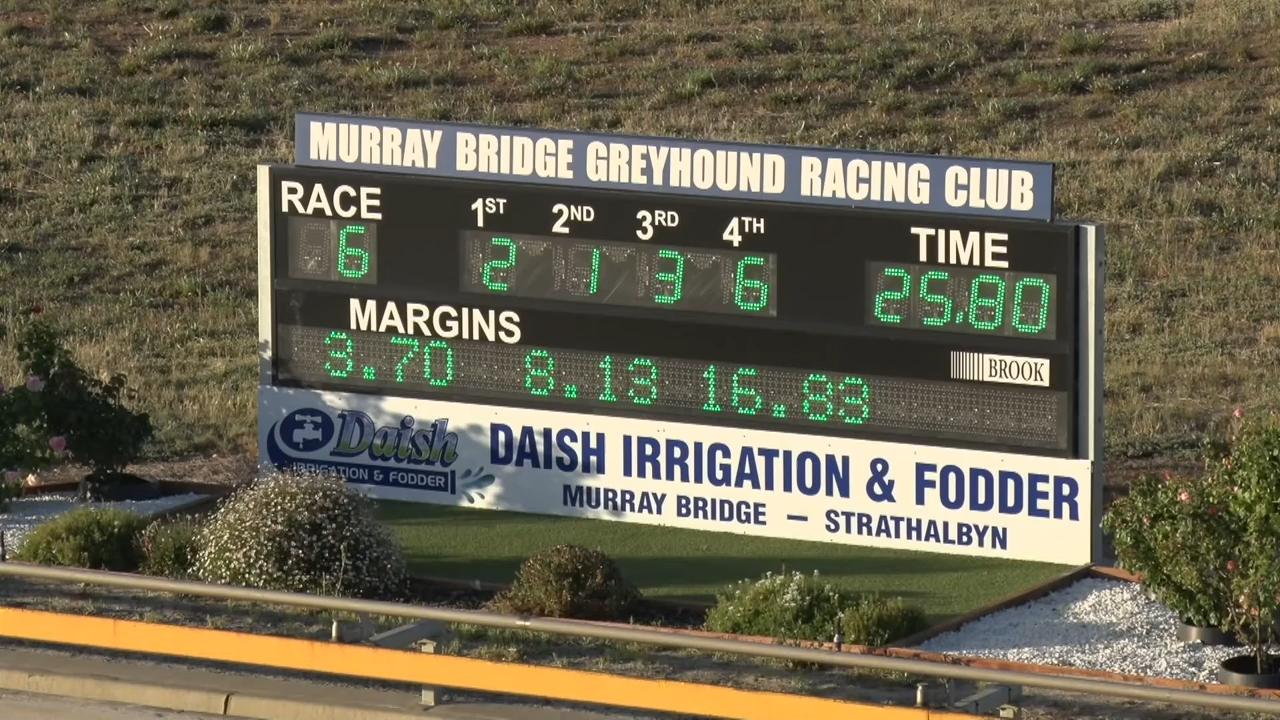 MURRAY BRIDGE GREYHOUND RACING CLUB
RACE 1ST 2ND 3RD 4TH TIME
6 2 1 3 6 25.80
MARGINS
3.70 8.13 16.83
BROOK
Daish
IRRIGATION & FODDER
DAISH IRRIGATION & FODDER
MURRAY BRIDGE — STRATHALBYN